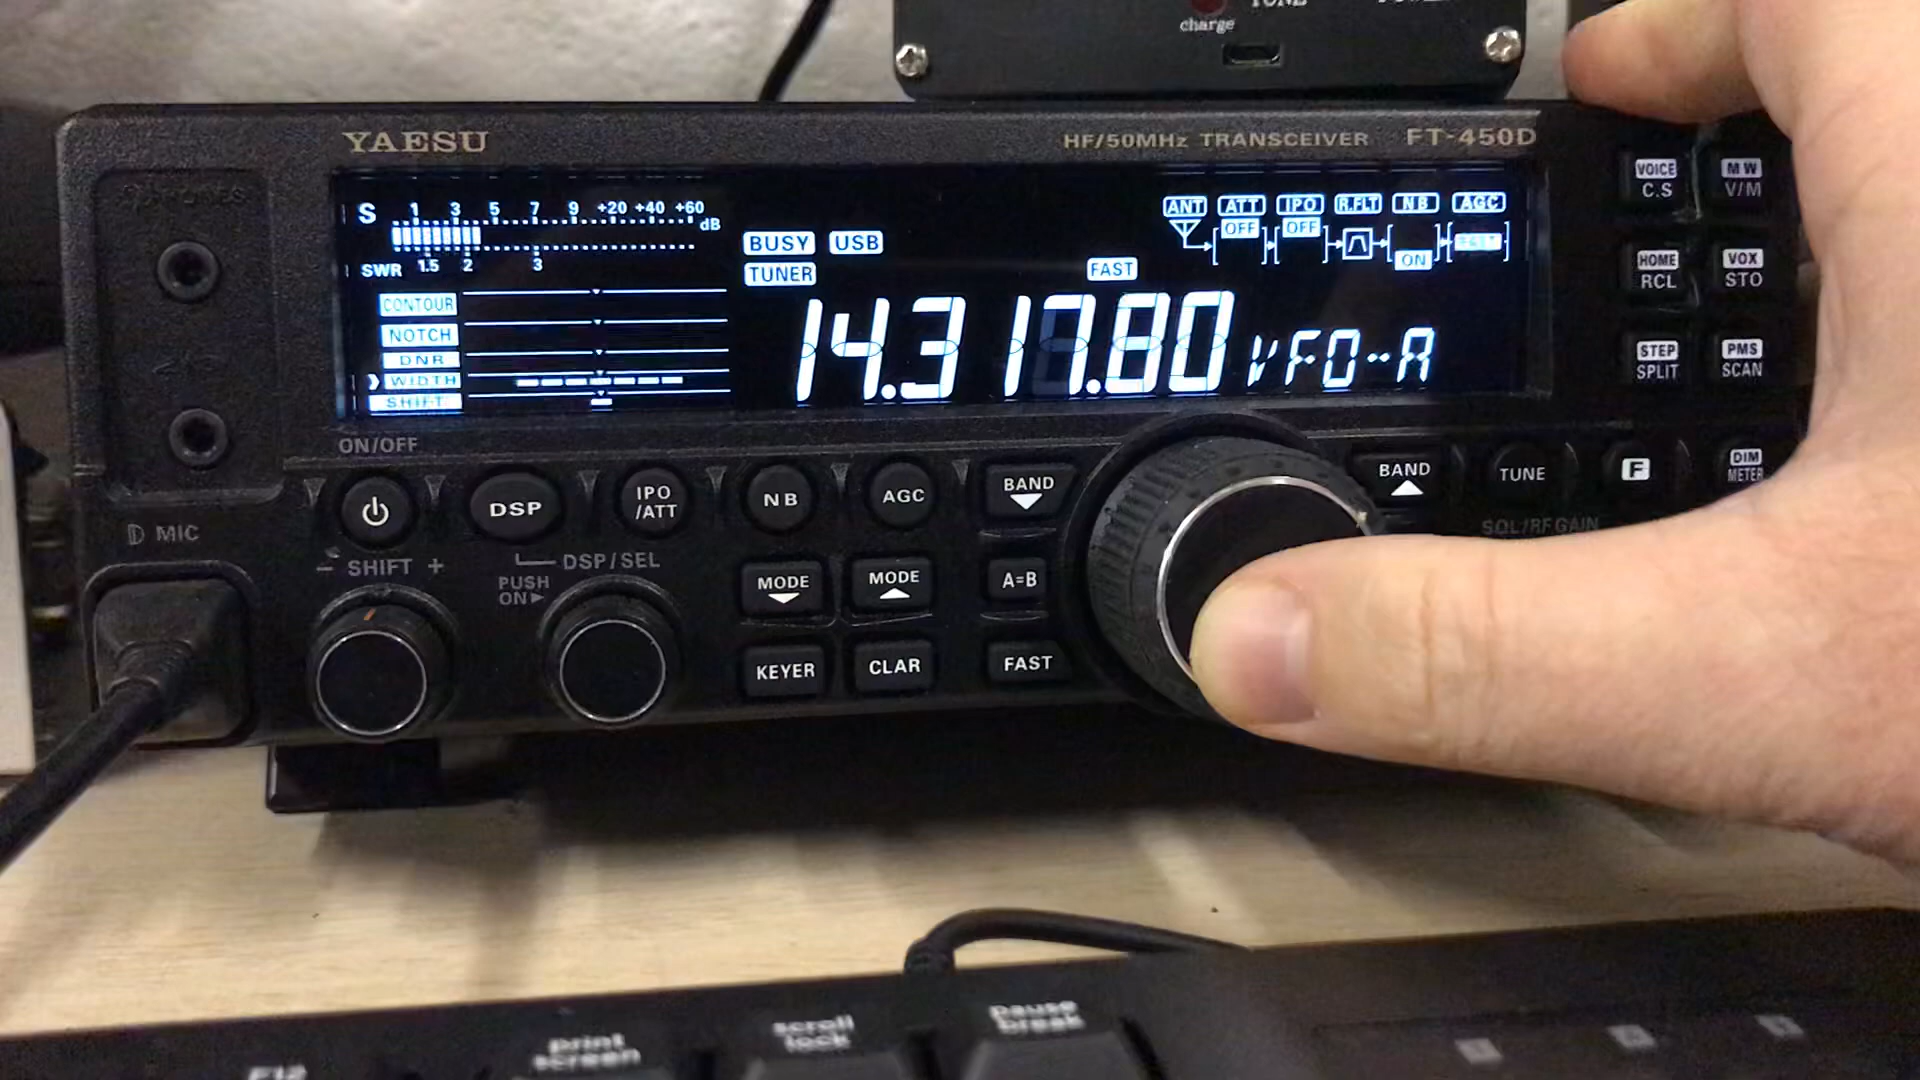 charge
YAESU
HF/50MHz TRANSCEIVER FT-450D
S 1 3 5 7 9 +20 +40 +60 dB
SWR 1.5 2 3
BUSY USB
TUNER
FAST
ANT ATT IPO R.FLT NB AGC
OFF OFF ON FAST
CONTOUR
NOTCH
DNR
WIDTH
SHIFT
14.317.80 VFO-A
VOICE
C.S
MW
V/M
HOME
RCL
VOX
STO
STEP
SPLIT
PMS
SCAN
ON/OFF
DSP
IPO
/ATT
NB
AGC
BAND
BAND
TUNE
F
DIM
METER
SQL/RF GAIN
MIC
- SHIFT +
DSP/SEL
PUSH
ON
MODE
MODE
A=B
KEYER
CLAR
FAST
F12
print
screen
scroll
lock
pause
break